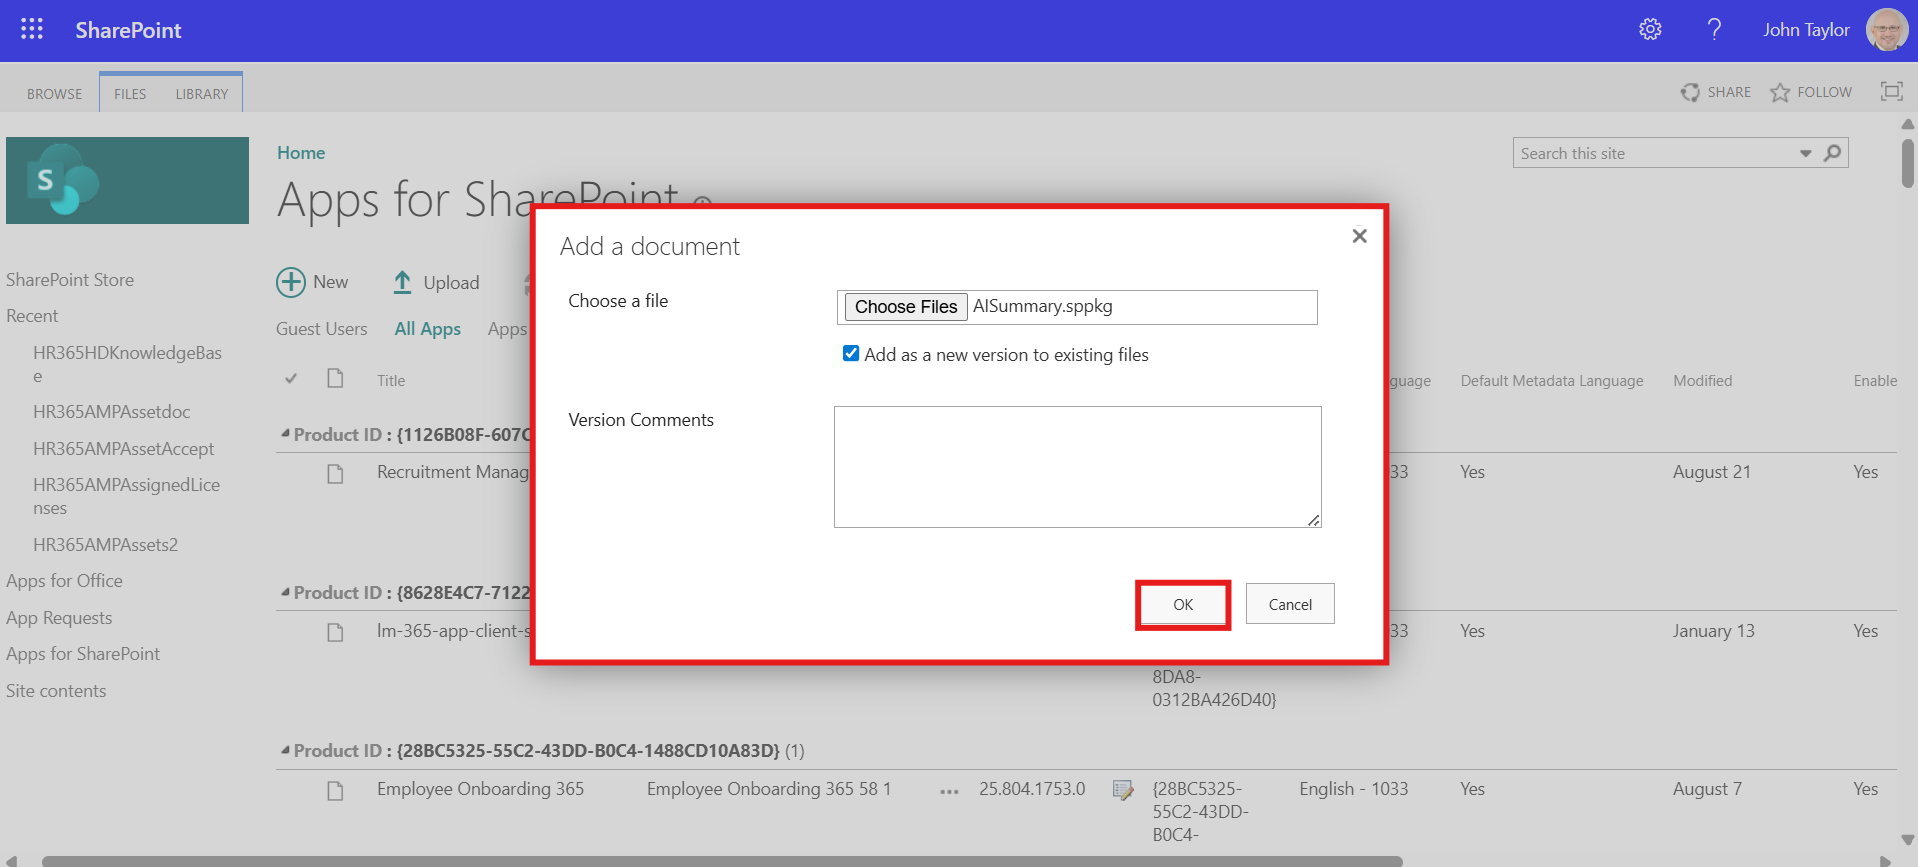 SharePoint
John Taylor
BROWSE
FILES
LIBRARY
SHARE
FOLLOW
S
Home
Search this site
Apps for SharePoint
Add a document
SharePoint Store
New
Upload
Choose a file
Choose Files AISummary.sppkg
Recent
Guest Users
All Apps
Apps
Add as a new version to existing files
HR365HDKnowledgeBas
e
Title
guage
Default Metadata Language
Modified
Enable
HR365AMPAssetdoc
Version Comments
Product ID : {1126B08F-607C
HR365AMPAssetAccept
Recruitment Manag
33
Yes
August 21
Yes
HR365AMPAssignedLice
nses
HR365AMPAssets2
Apps for Office
Product ID : {8628E4C7-7122
OK
Cancel
App Requests
lm-365-app-client-s
33
Yes
January 13
Yes
Apps for SharePoint
8DA8-
0312BA426D40}
Site contents
Product ID : {28BC5325-55C2-43DD-B0C4-1488CD10A83D} (1)
Employee Onboarding 365
Employee Onboarding 365 58 1
...
25.804.1753.0
{28BC5325-
55C2-43DD-
B0C4-
English - 1033
Yes
August 7
Yes